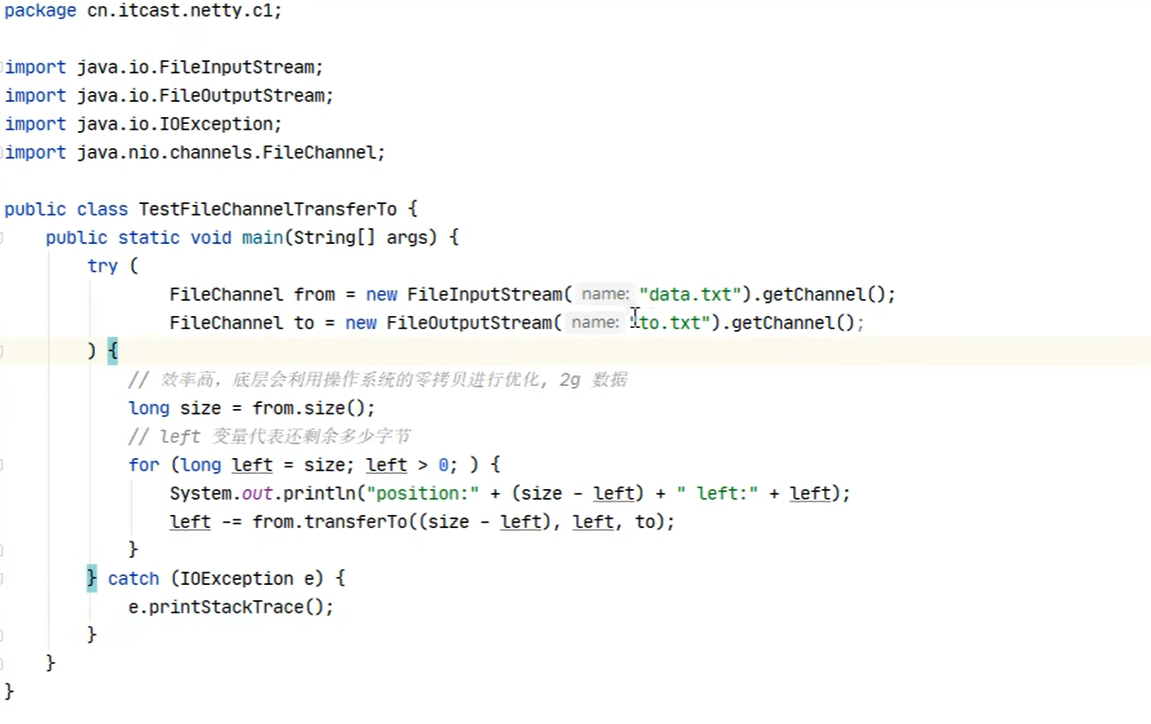 package cn.itcast.netty.c1;
import java.io.FileInputStream;
import java.io.FileOutputStream;
import java.io.IOException;
import java.nio.channels.FileChannel;
public class TestFileChannelTransferTo {
public static void main(String[] args) {
try (
FileChannel from = new FileInputStream( name: "data.txt").getChannel();
FileChannel to = new FileOutputStream( name: "to.txt").getChannel();
) {
// 效率高，底层会利用操作系统的零拷贝进行优化, 2g 数据
long size = from.size();
// left 变量代表还剩余多少字节
for (long left = size; left > 0; ) {
System.out.println("position:" + (size - left) + " left:" + left);
left -= from.transferTo((size - left), left, to);
}
} catch (IOException e) {
e.printStackTrace();
}
}
}